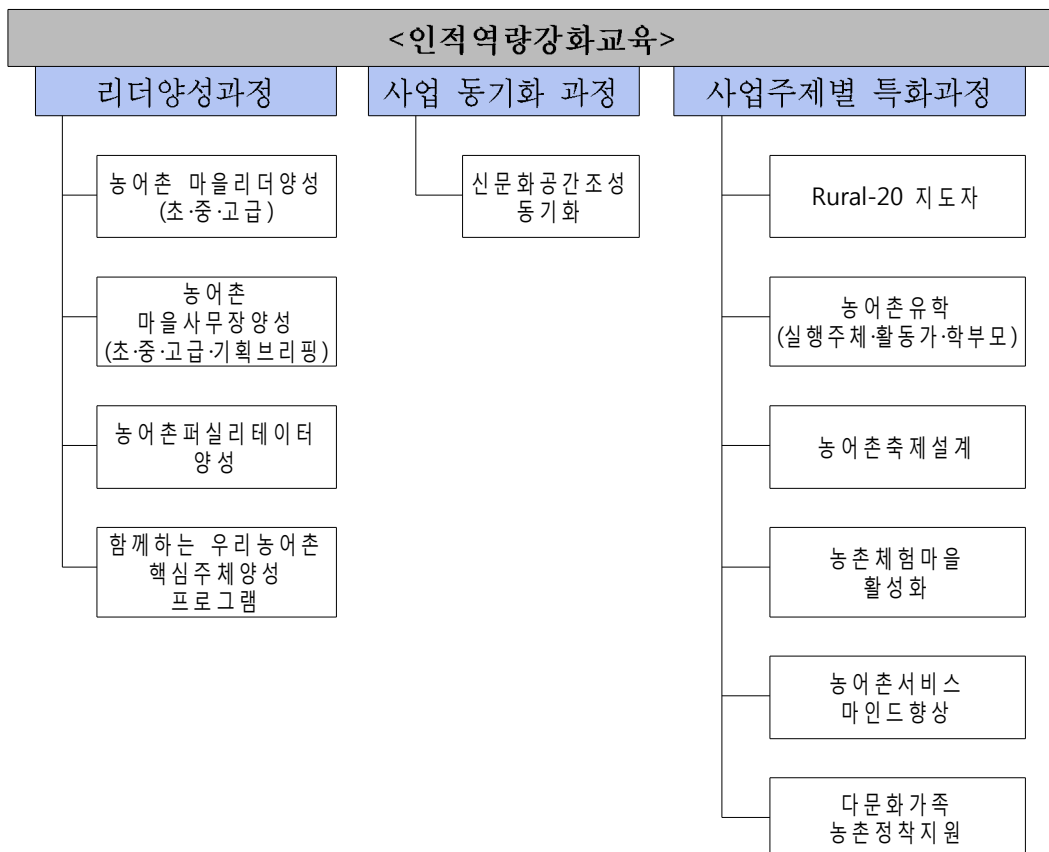 <인적역량강화교육>
리더양성과정
농어촌 마을리더양성
(초·중·고급)
농어촌
마을사무장양성
(초·중·고급·기획브리핑)
농어촌퍼실리테이터
양성
함께하는 우리농어촌
핵심주체양성
프로그램
사업 동기화 과정
신문화공간조성
동기화
사업주제별 특화과정
Rural-20 지도자
농어촌유학
(실행주체·활동가·학부모)
농어촌축제설계
농촌체험마을
활성화
농어촌서비스
마인드향상
다문화가족
농촌정착지원